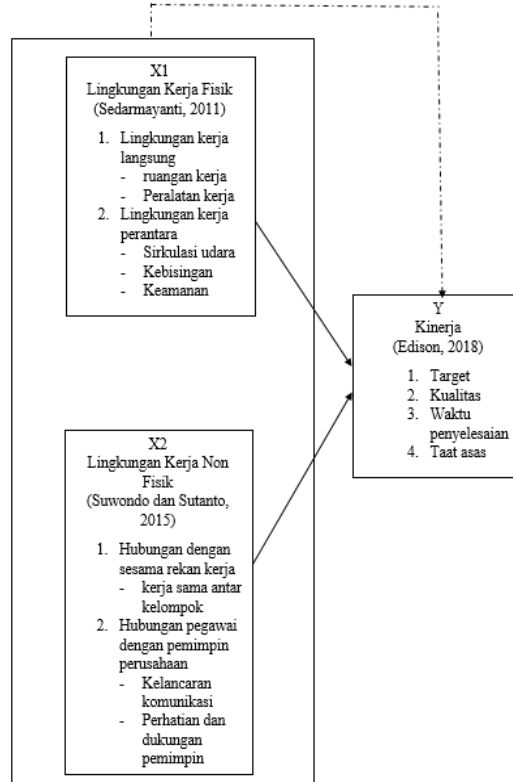 X1
Lingkungan Kerja Fisik
(Sedarmayanti, 2011)
1. Lingkungan kerja
langsung
- ruangan kerja
- Peralatan kerja
2. Lingkungan kerja
perantara
- Sirkulasi udara
- Kebisingan
- Keamanan
Y
Kinerja
(Edison, 2018)
1. Target
2. Kualitas
3. Waktu
penyelesaian
4. Taat asas
X2
Lingkungan Kerja Non
Fisik
(Suwondo dan Sutanto,
2015)
1. Hubungan dengan
sesama rekan kerja
- kerja sama antar
kelompok
2. Hubungan pegawai
dengan pemimpin
perusahaan
- Kelancaran
komunikasi
- Perhatian dan
dukungan
pemimpin